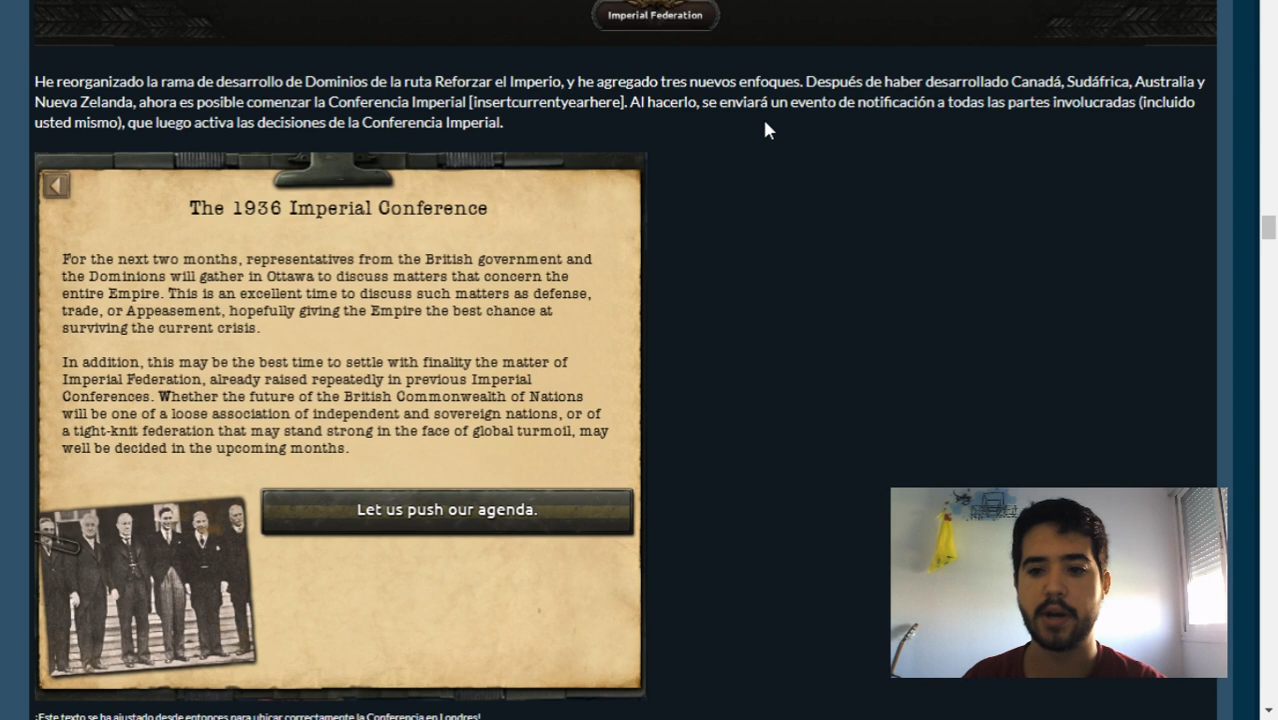 Imperial Federation
He reorganizado la rama de desarrollo de Dominios de la ruta Reforzar el Imperio, y he agregado tres nuevos enfoques. Después de haber desarrollado Canadá, Sudáfrica, Australia y
Nueva Zelanda, ahora es posible comenzar la Conferencia Imperial [insertcurrentyearhere]. Al hacerlo, se enviará un evento de notificación a todas las partes involucradas (incluido
usted mismo), que luego activa las decisiones de la Conferencia Imperial.
The 1936 Imperial Conference
For the next two months, representatives from the British government and
the Dominions will gather in Ottawa to discuss matters that concern the
entire Empire. This is an excellent time to discuss such matters as defense,
trade, or Appeasement, hopefully giving the Empire the best chance at
surviving the current crisis.
In addition, this may be the best time to settle with finality the matter of
Imperial Federation, already raised repeatedly in previous Imperial
Conferences. Whether the future of the British Commonwealth of Nations
will be one of a loose association of independent and sovereign nations, or of
a tight-knit federation that may stand strong in the face of global turmoil, may
well be decided in the upcoming months.
Let us push our agenda.
¡Este texto se ha ajustado desde entonces para ubicar correctamente la Conferencia en Londres!